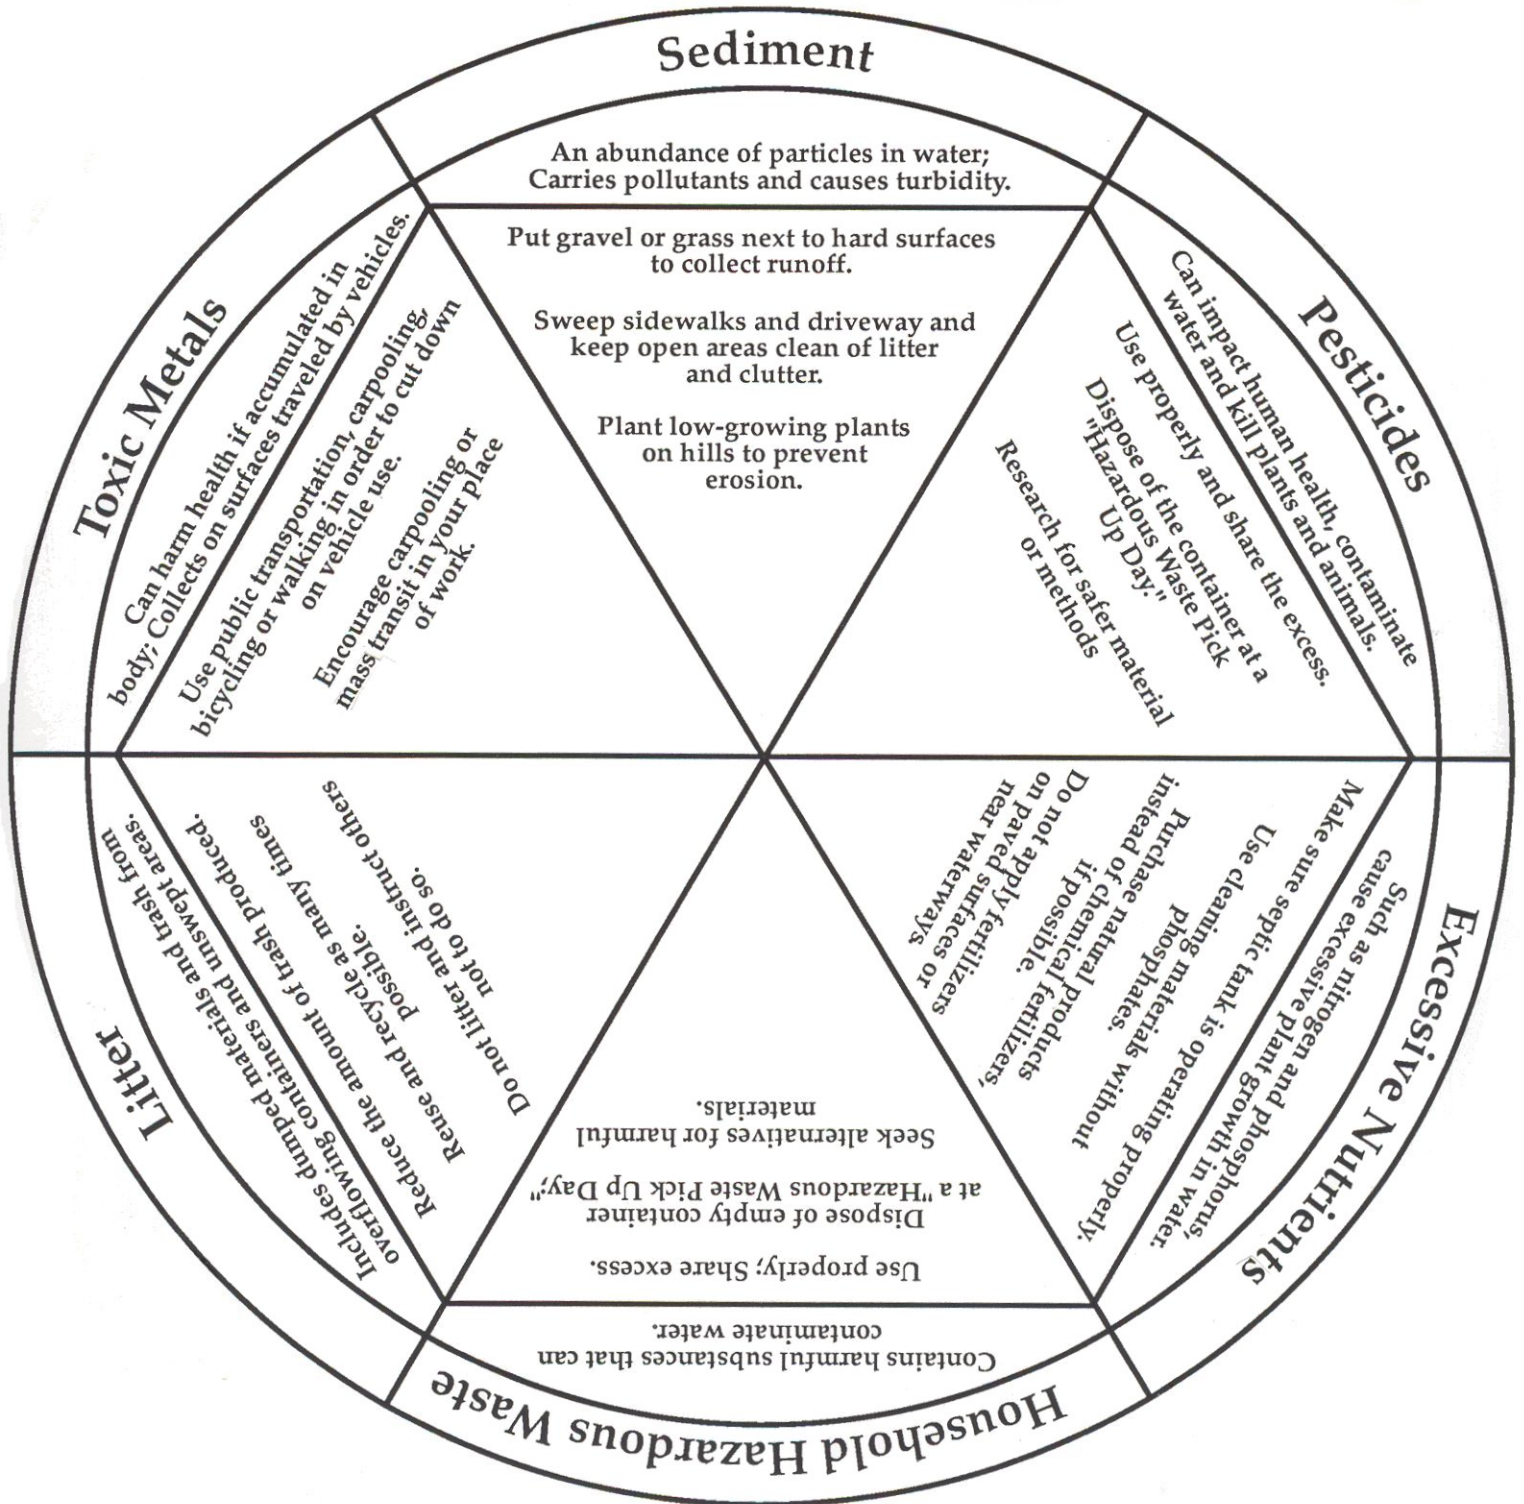 Sediment
An abundance of particles in water;
Carries pollutants and causes turbidity.
Put gravel or grass next to hard surfaces
to collect runoff.
Sweep sidewalks and driveway and
keep open areas clean of litter
and clutter.
Plant low-growing plants
on hills to prevent
erosion.
Pesticides
Can impact human health, contaminate
water and kill plants and animals.
Use properly and share the excess.
Dispose of the container at a
"Hazardous Waste Pick
Up Day."
Research for safer material
or methods
Excessive Nutrients
Such as nitrogen and phosphorus,
cause excessive plant growth in water.
Make sure septic tank is operating properly.
Use cleaning materials without
phosphates.
Purchase natural products
instead of chemical fertilizers,
if possible.
Do not apply fertilizers
on paved surfaces or
near waterways.
Household Hazardous Waste
Contains harmful substances that can
contaminate water.
Use properly; Share excess.
Dispose of empty container
at a "Hazardous Waste Pick Up Day;"
Seek alternatives for harmful
materials.
Litter
Includes dumped materials and trash from
overflowing containers and unswept areas.
Reduce the amount of trash produced.
Reuse and recycle as many times
possible.
Do not litter and instruct others
not to do so.
Toxic Metals
Can harm health if accumulated in
body; Collects on surfaces traveled by vehicles.
Use public transportation, carpooling,
bicycling or walking in order to cut down
on vehicle use.
Encourage carpooling or
mass transit in your place
of work.